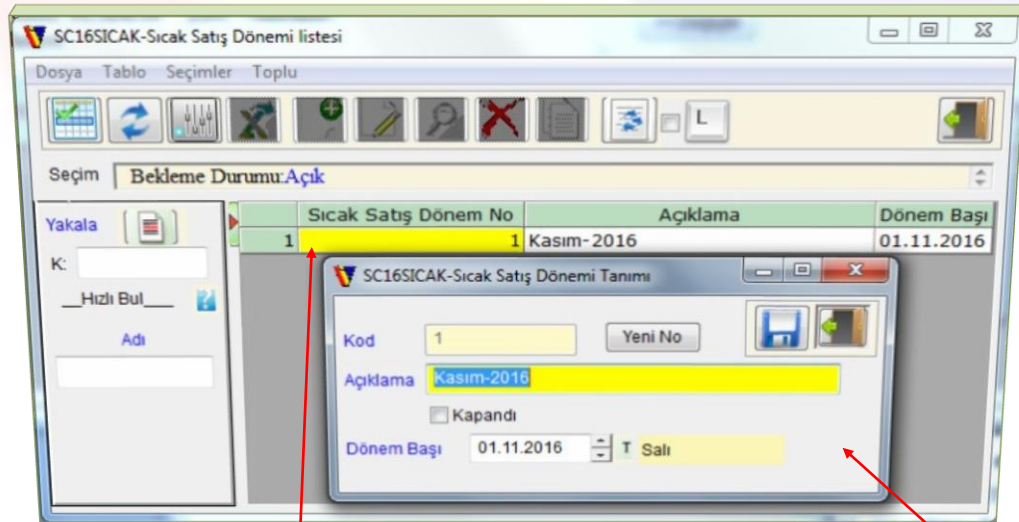 SC16SICAK-Sıcak Satış Dönemi listesi
Dosya Tablo Seçimler Toplu
L
Seçim Bekleme Durumu:Açık
Yakala
K:
__Hızlı Bul___
Adı
Sıcak Satış Dönem No Açıklama Dönem Başı
1 1 Kasım-2016 01.11.2016
SC16SICAK-Sıcak Satış Dönemi Tanımı
Kod 1 Yeni No
Açıklama Kasım-2016
Kapandı
Dönem Başı 01.11.2016 T Salı